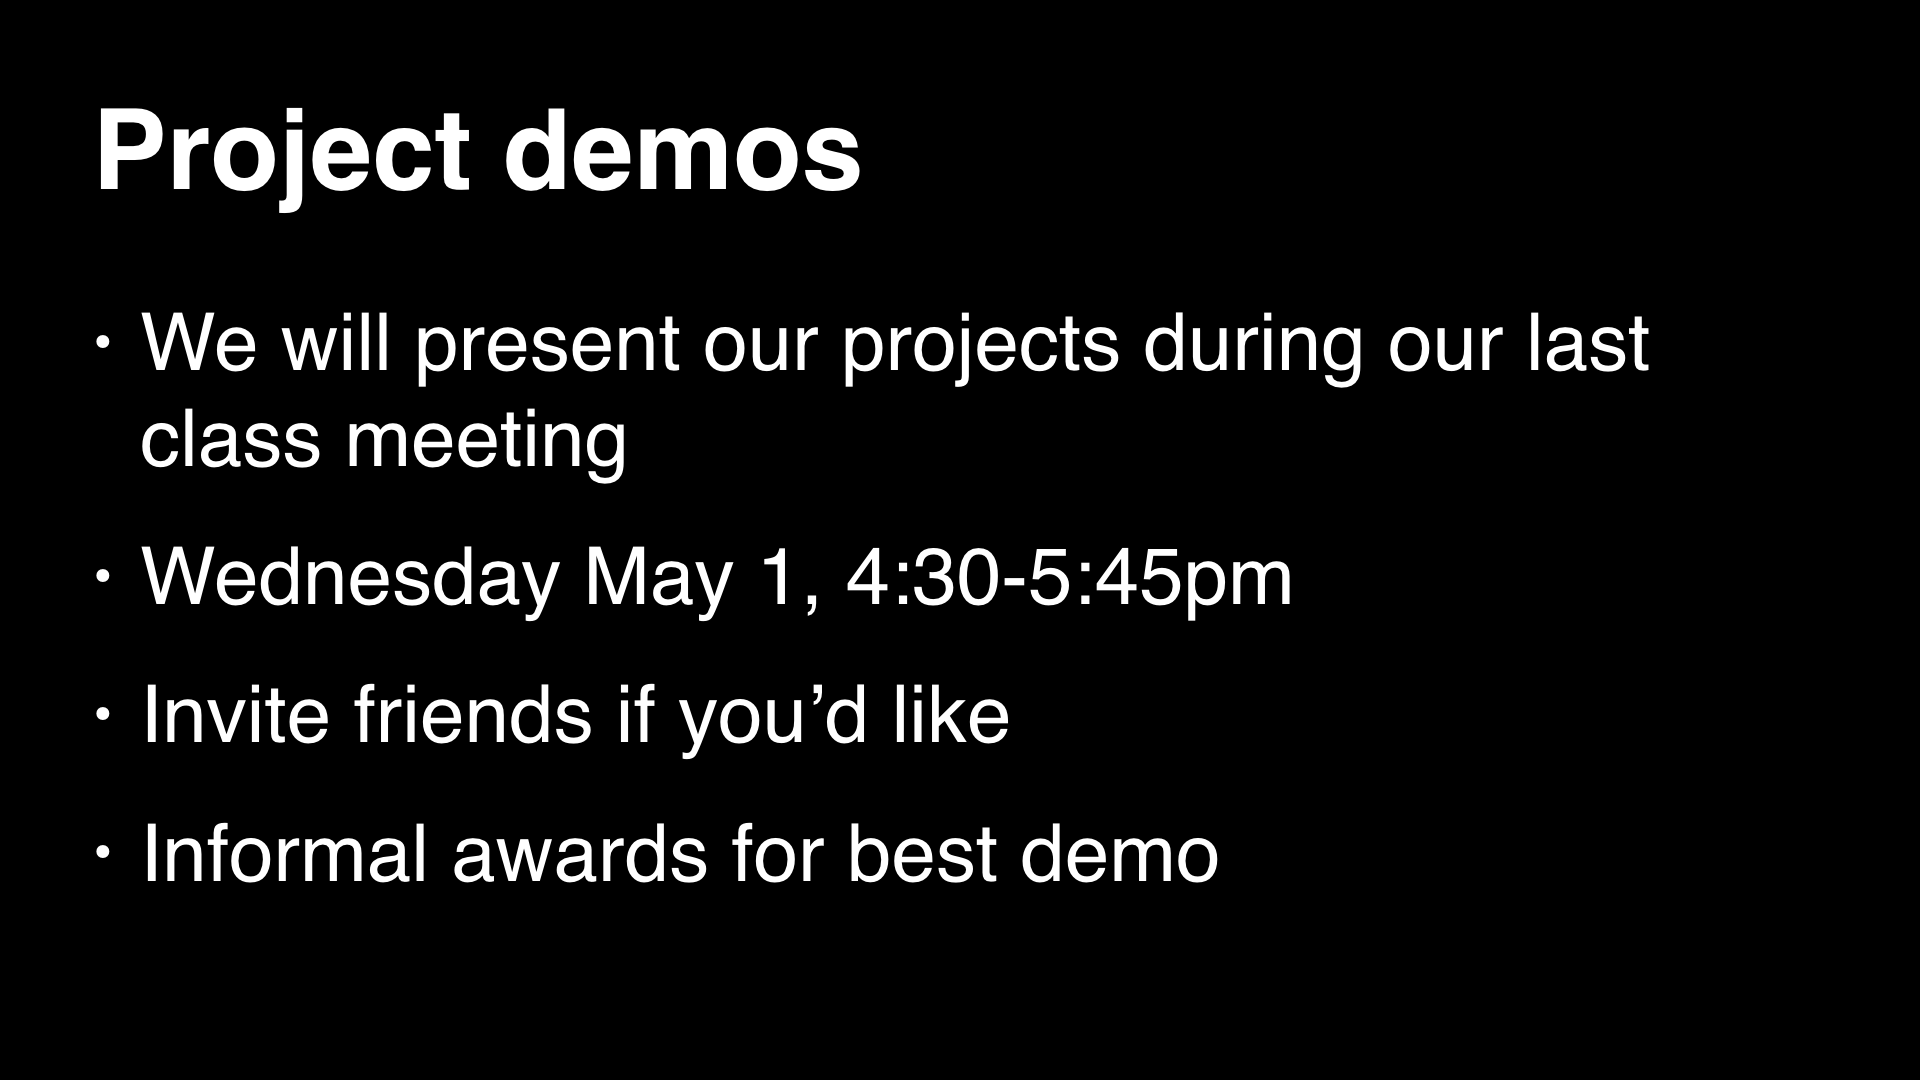 Project demos
• We will present our projects during our last
class meeting
• Wednesday May 1, 4:30-5:45pm
• Invite friends if you’d like
• Informal awards for best demo